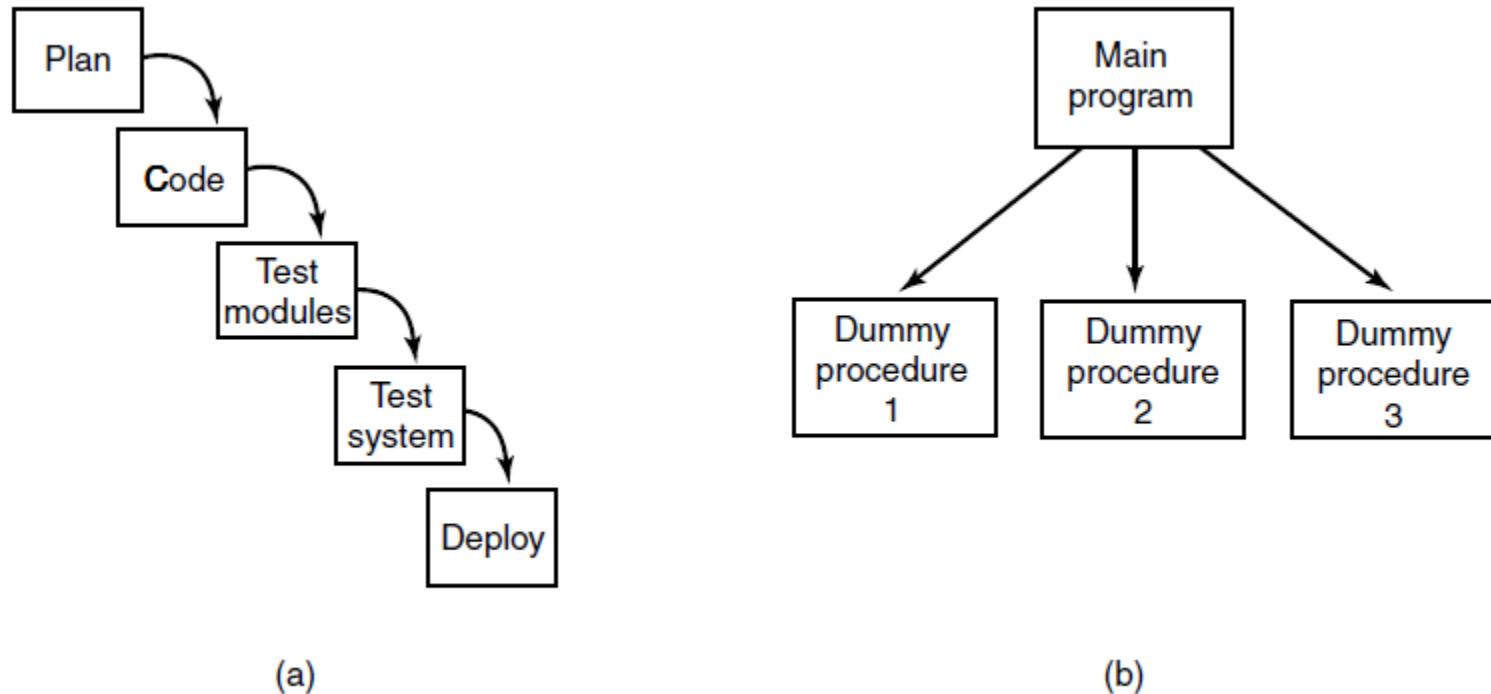 Plan
Code
Test
modules
Test
system
Deploy
(a)
Main
program
Dummy
procedure
1
Dummy
procedure
2
Dummy
procedure
3
(b)